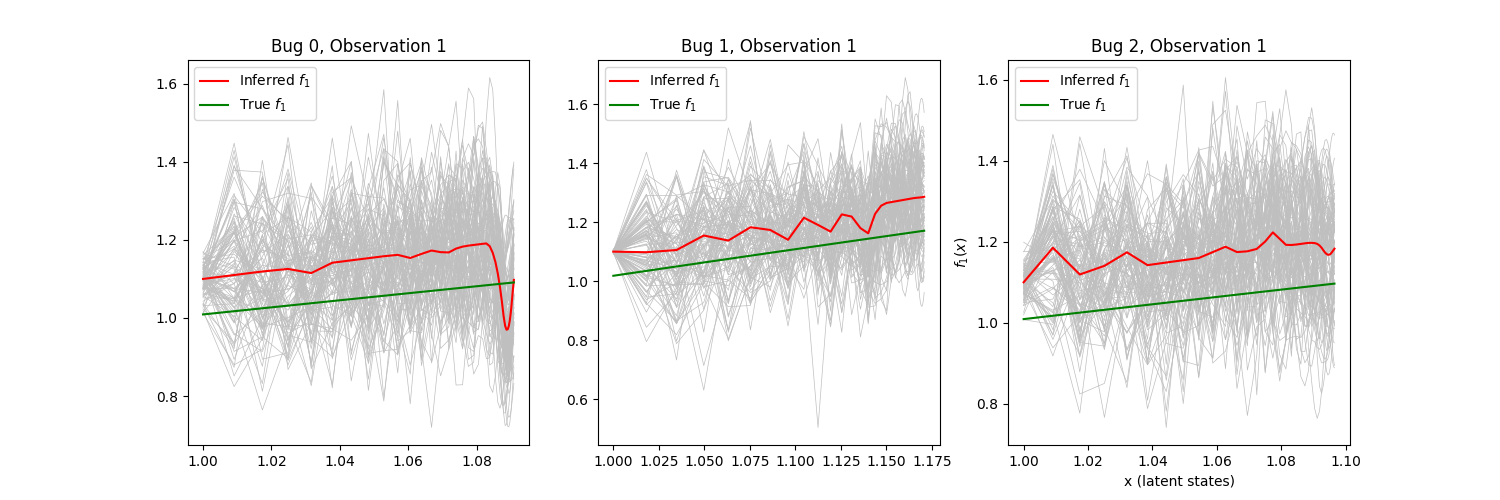 Bug 0, Observation 1
Inferred f₁
True f₁
1.6
1.4
1.2
1.0
0.8
1.00 1.02 1.04 1.06 1.08
Bug 1, Observation 1
Inferred f₁
True f₁
1.6
1.4
1.2
1.0
0.8
0.6
1.000 1.025 1.050 1.075 1.100 1.125 1.150 1.175
Bug 2, Observation 1
Inferred f₁
True f₁
f₁(x)
1.6
1.4
1.2
1.0
0.8
1.00 1.02 1.04 1.06 1.08 1.10
x (latent states)